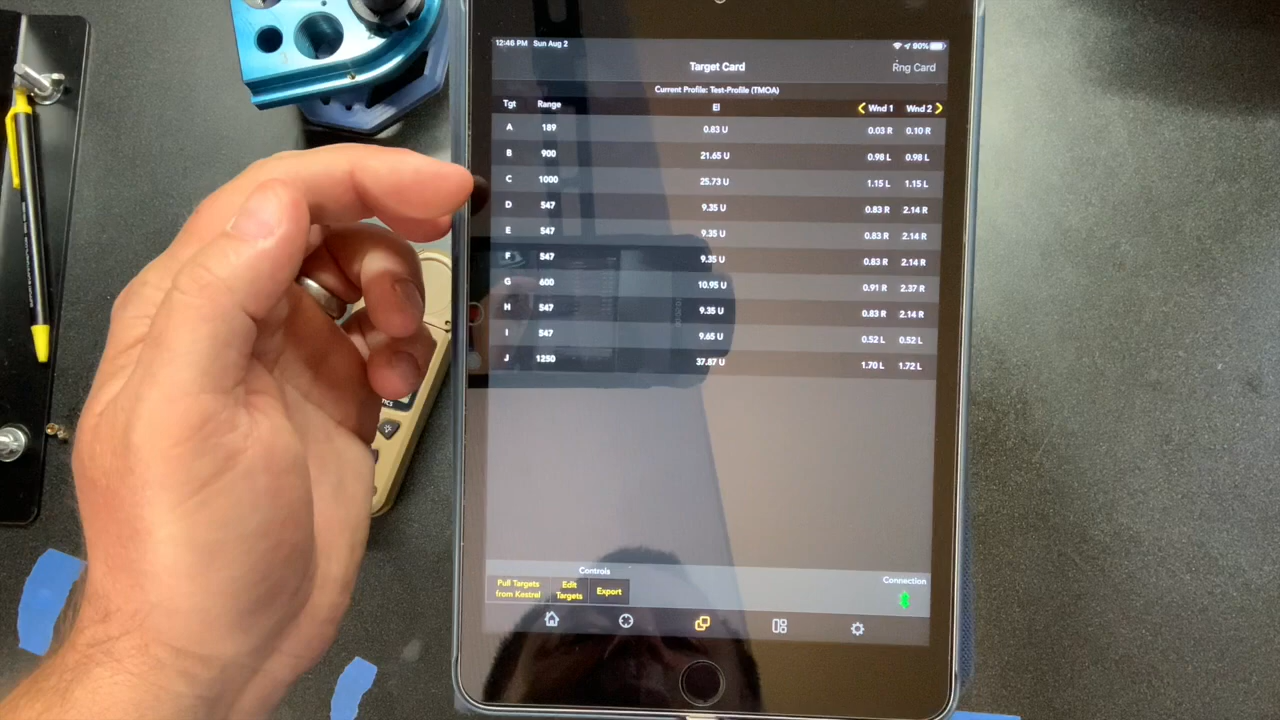 12:46 PM Sun Aug 2 90%
Target Card Rng Card
Current Profile: Test-Profile (TMOA)
Tgt Range El Wnd 1 Wnd 2
A 189 0.83 U 0.03 R 0.10 R
B 900 21.65 U 0.98 L 0.98 L
C 1000 25.73 U 1.15 L 1.15 L
D 547 9.35 U 0.83 R 2.14 R
E 547 9.35 U 0.83 R 2.14 R
F 547 9.35 U 0.83 R 2.14 R
G 600 10.95 U 0.91 R 2.37 R
H 547 9.35 U 0.83 R 2.14 R
I 547 9.65 U 0.52 L 0.52 L
J 1250 37.87 U 1.70 L 1.72 L
Controls
Pull Targets
from Kestrel
Edit
Targets
Export
Connection